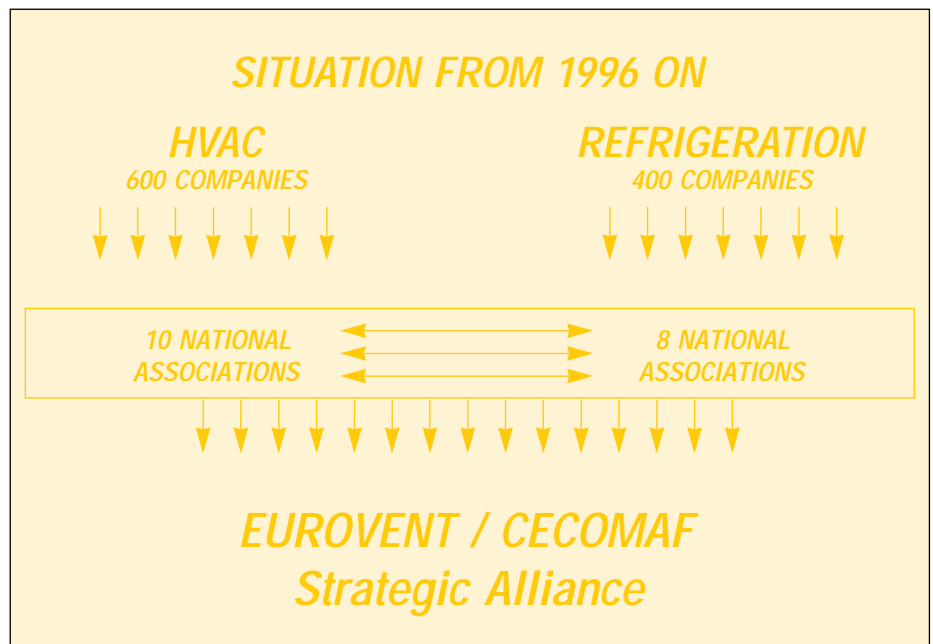 SITUATION FROM 1996 ON
HVAC
600 COMPANIES
REFRIGERATION
400 COMPANIES
10 NATIONAL
ASSOCIATIONS
8 NATIONAL
ASSOCIATIONS
EUROVENT / CECOMAF
Strategic Alliance